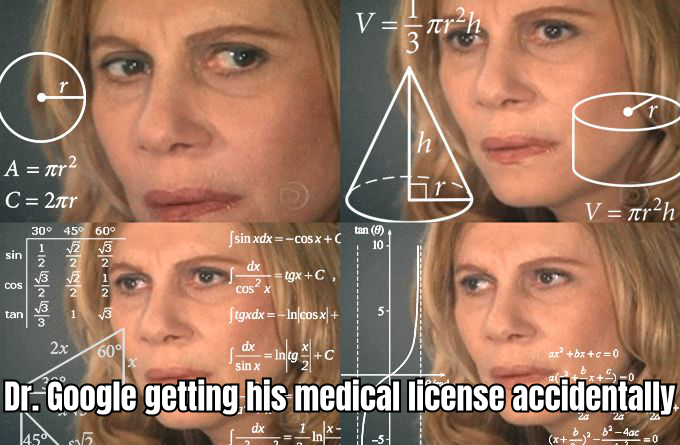 r
A = πr²
C = 2πr
V = 1/3 πr²h
h
r
r
V = πr²h
30° 45° 60°
sin 1/2 √2/2 √3/2
cos √3/2 √2/2 1/2
tan √3/3 1 √3
∫sin xdx = −cos x + C
∫dx/cos² x = tgx + C ,
∫tgxdx = −ln|cos x| +
∫dx/sin x = ln|tg x/2| + C
2x 60° x
tan (θ)
10
5
ax² + bx + c = 0
Dr. Google getting his medical license accidentally
45°
−5